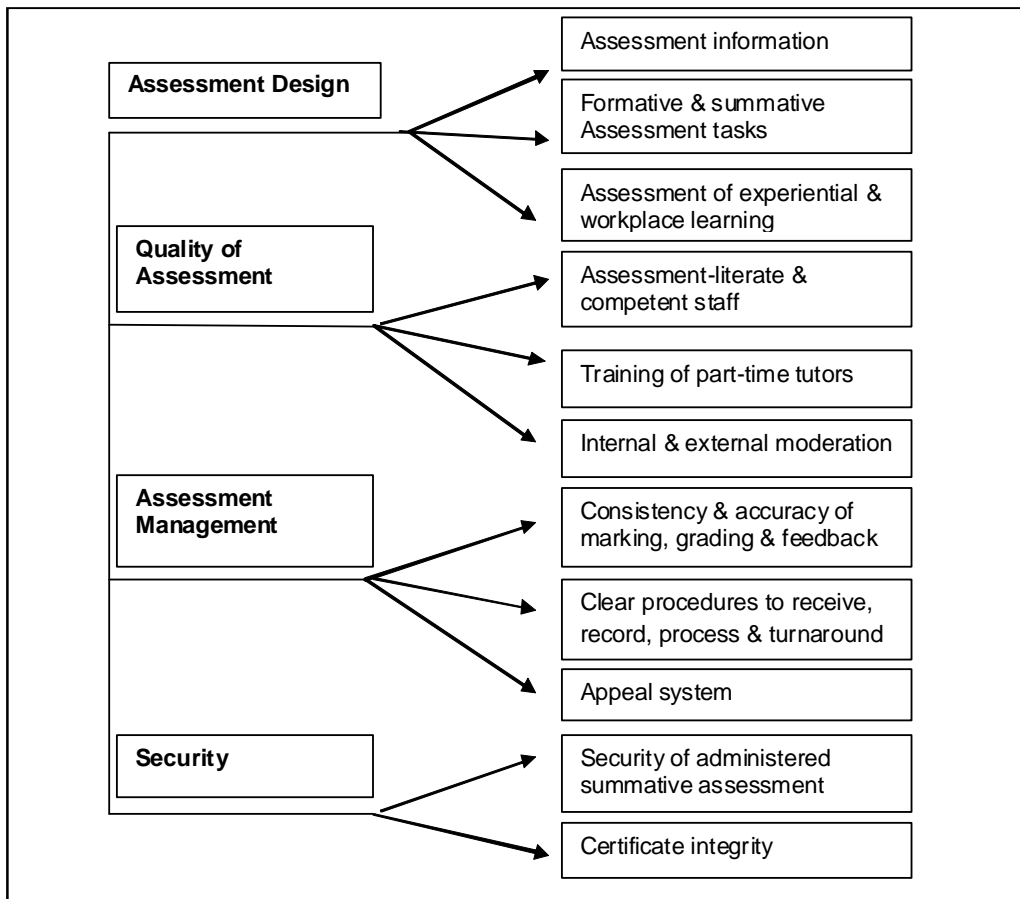 Assessment Design
Assessment information
Formative & summative
Assessment tasks
Assessment of experiential &
workplace learning
Quality of
Assessment
Assessment-literate &
competent staff
Training of part-time tutors
Internal & external moderation
Assessment
Management
Consistency & accuracy of
marking, grading & feedback
Clear procedures to receive,
record, process & turnaround
Appeal system
Security
Security of administered
summative assessment
Certificate integrity